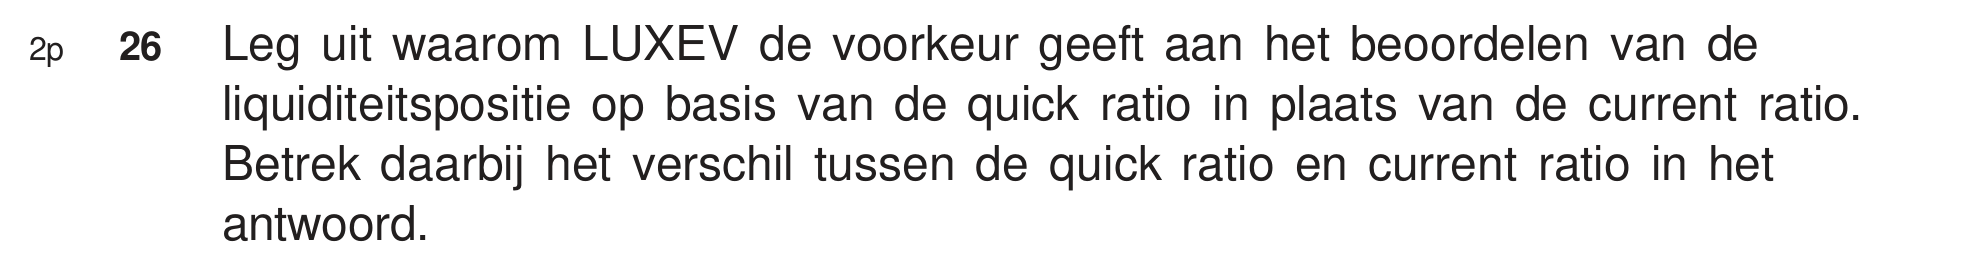 2p 26 Leg uit waarom LUXEV de voorkeur geeft aan het beoordelen van de
liquiditeitspositie op basis van de quick ratio in plaats van de current ratio.
Betrek daarbij het verschil tussen de quick ratio en current ratio in het
antwoord.